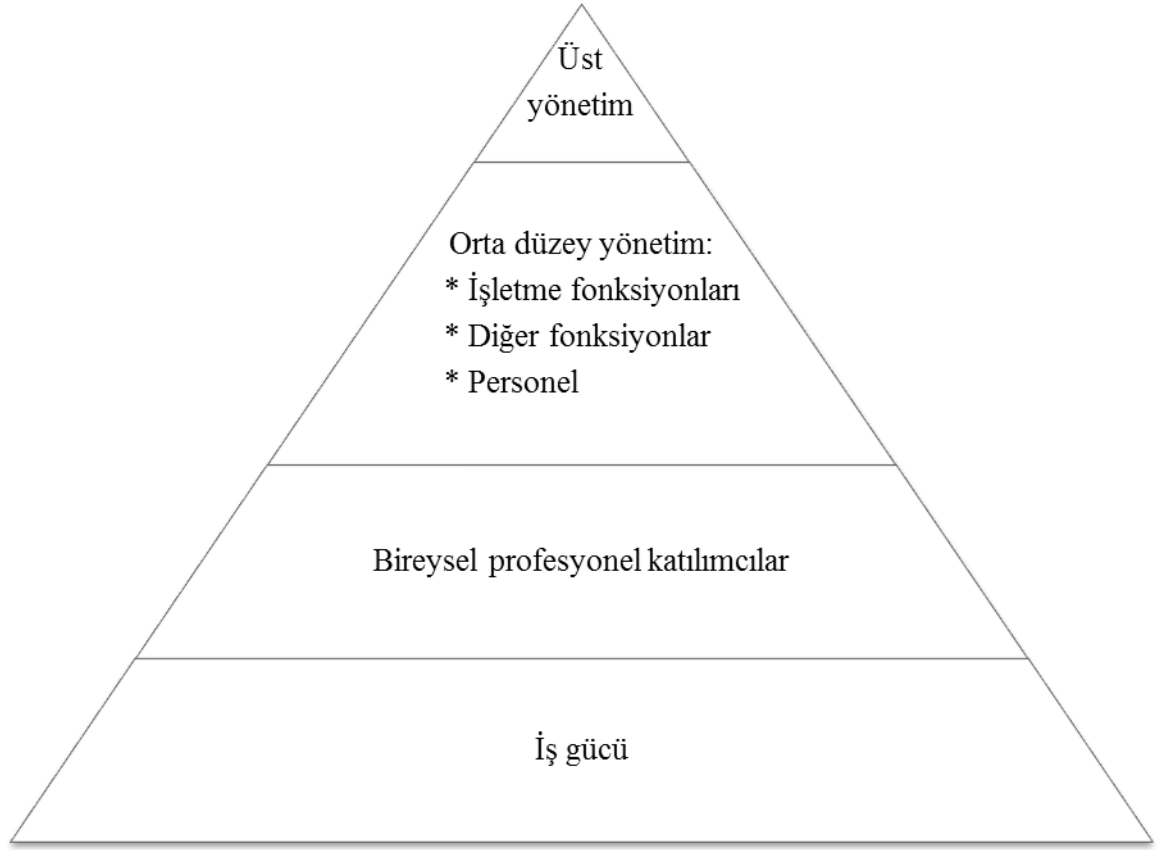 Üst
yönetim
Orta düzey yönetim:
* İşletme fonksiyonları
* Diğer fonksiyonlar
* Personel
Bireysel profesyonel katılımcılar
İş gücü